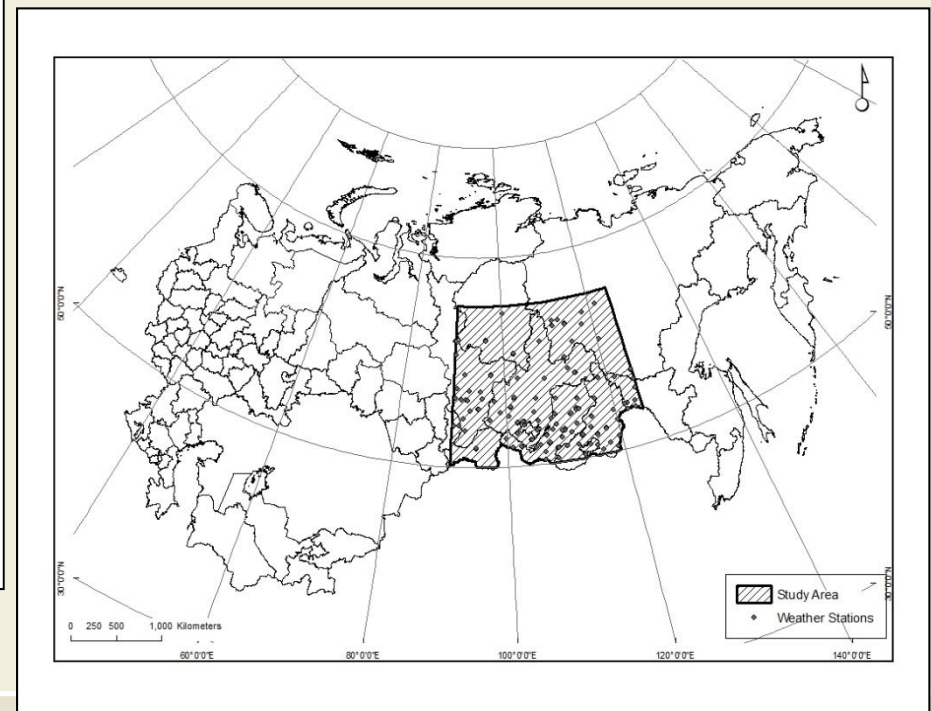 60°0'0"N
60°0'0"N
30°0'0"N
30°0'0"N
Study Area
Weather Stations
0 250 500 1,000 Kilometers
60°0'0"E
80°0'0"E
100°0'0"E
120°0'0"E
140°0'0"E